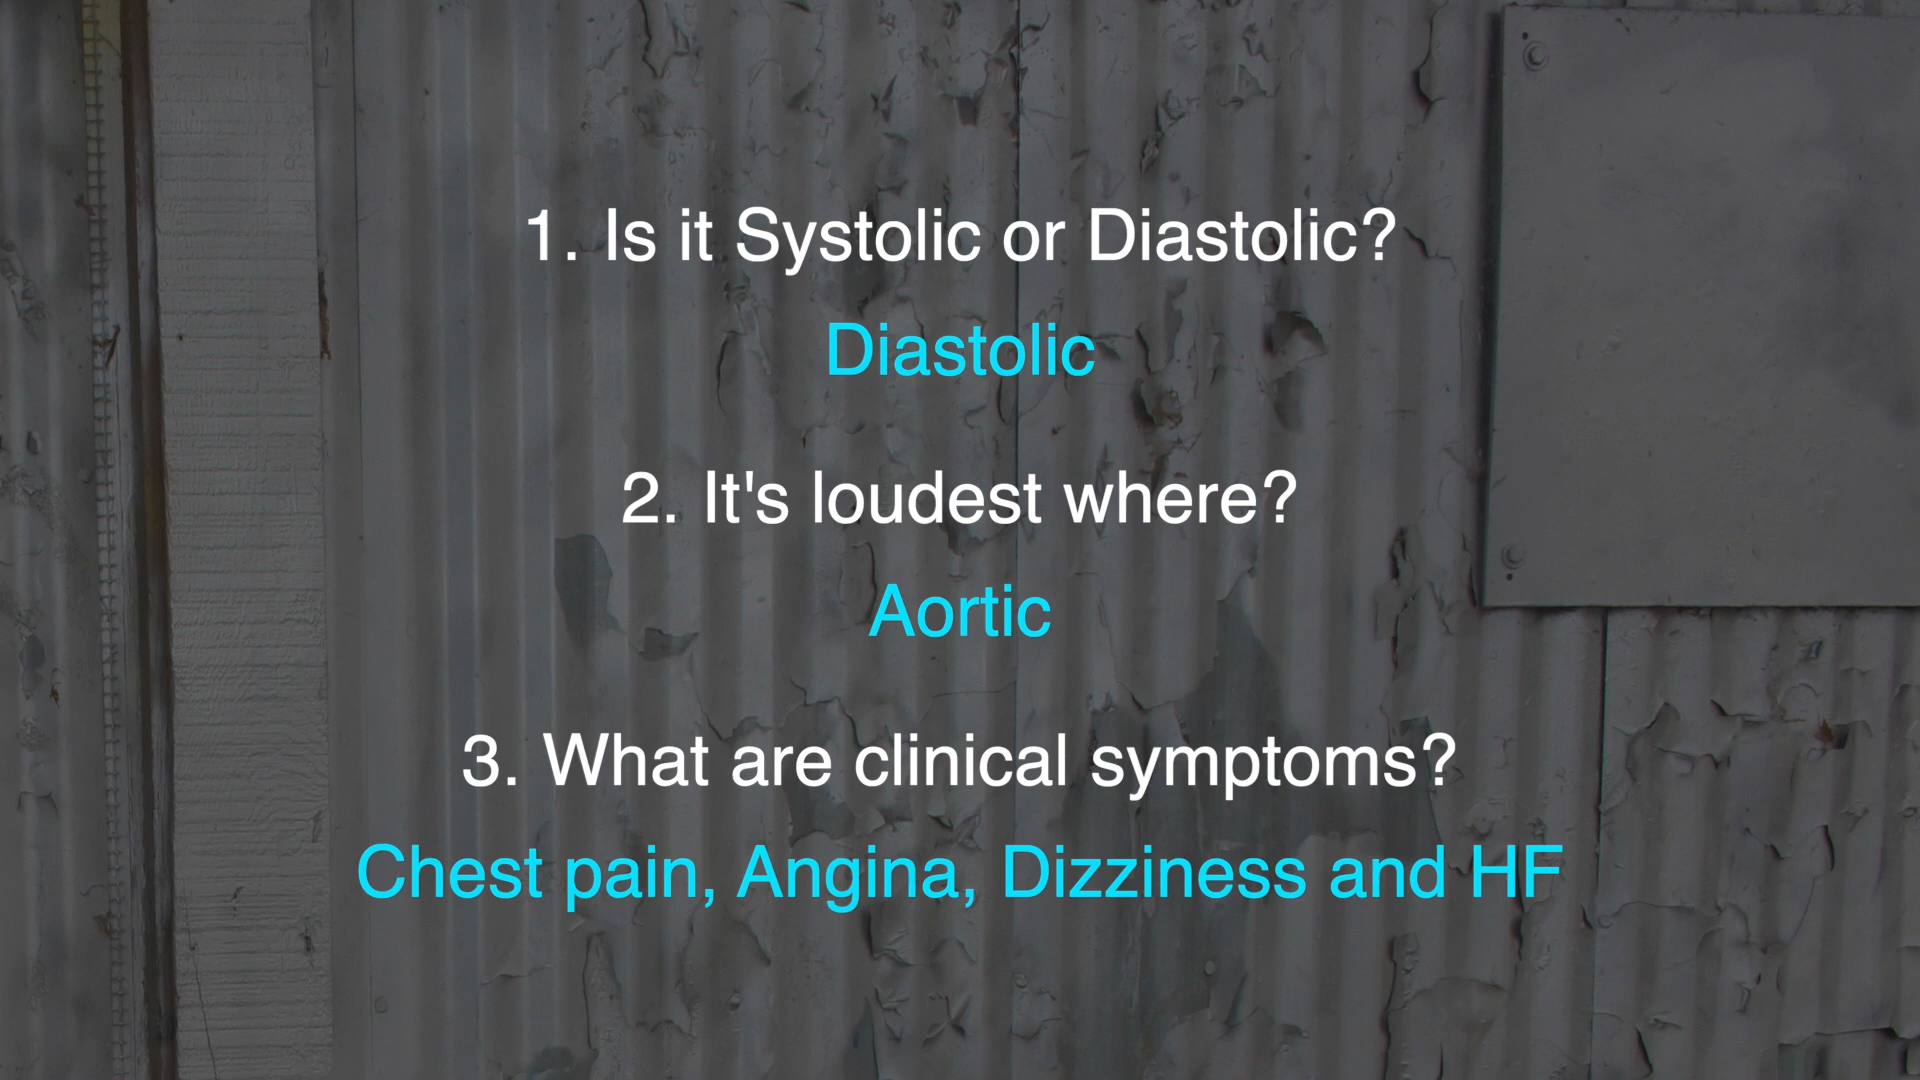 1. Is it Systolic or Diastolic?
Diastolic
2. It's loudest where?
Aortic
3. What are clinical symptoms?
Chest pain, Angina, Dizziness and HF